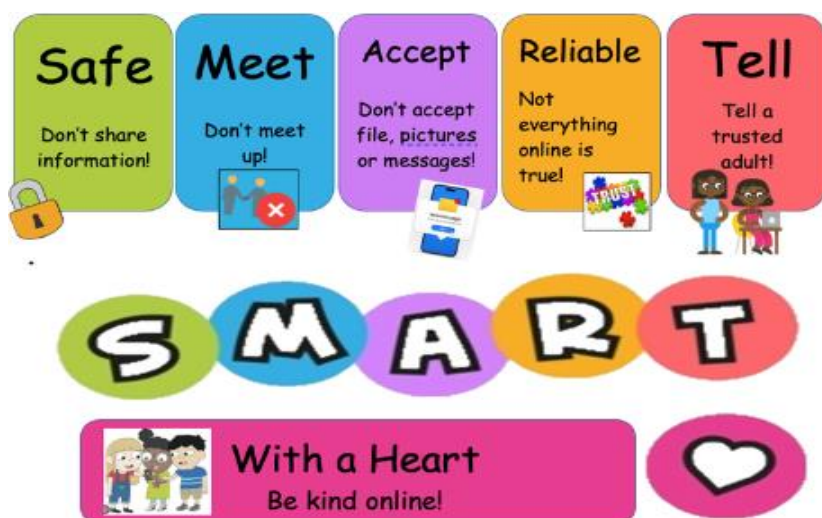 Safe
Don't share
information!
Meet
Don't meet
up!
Accept
Don't accept
file, pictures
or messages!
Reliable
Not
everything
online is
true!
TRUST
Tell
Tell a
trusted
adult!
S M A R T
With a Heart
Be kind online!